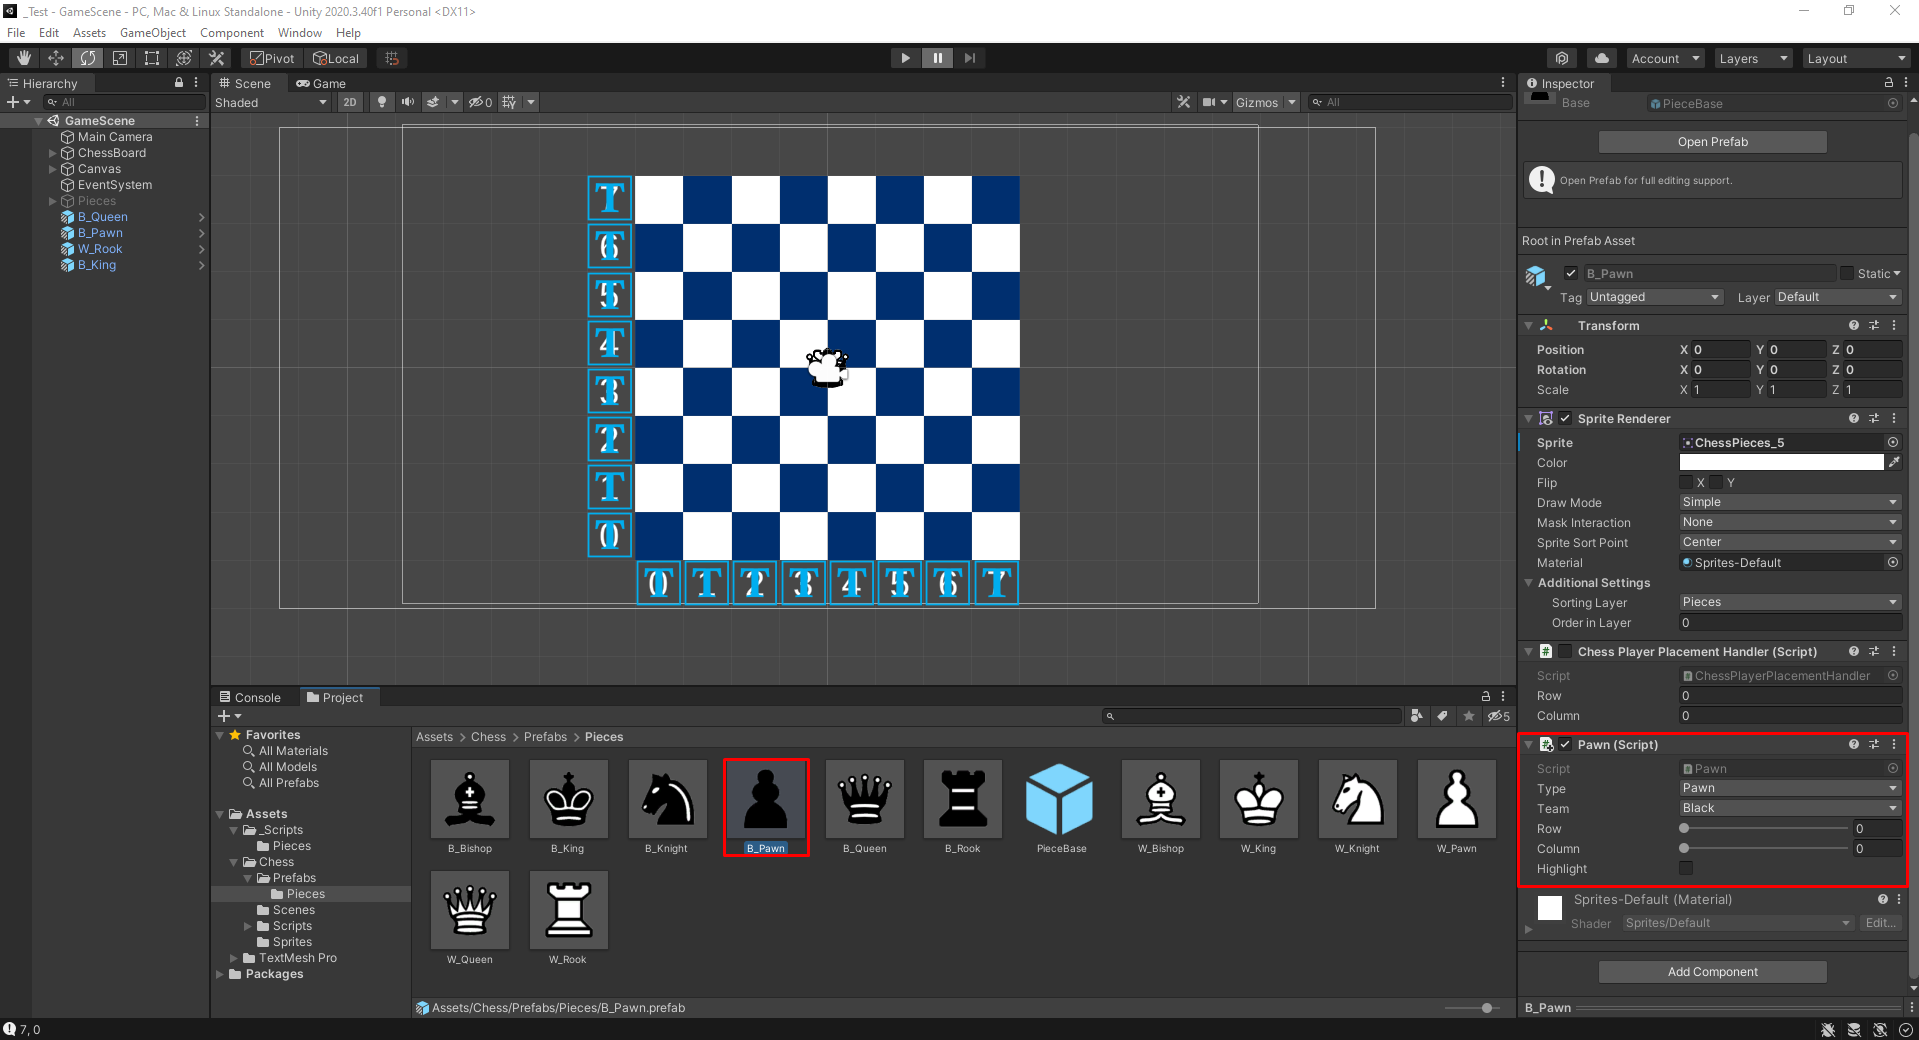 _Test - GameScene - PC, Mac & Linux Standalone - Unity 2020.3.40f1 Personal <DX11>
File Edit Assets GameObject Component Window Help
Pivot Local Account Layers Layout
Hierarchy
All
GameScene
Main Camera
ChessBoard
Canvas
EventSystem
Pieces
B_Queen
B_Pawn
W_Rook
B_King
Scene Game
Shaded 2D 0 Gizmos All
7
6
5
4
3
2
1
0
0 1 2 3 4 5 6 7
Console Project
5
Favorites
All Materials
All Models
All Prefabs
Assets
_Scripts
Pieces
Chess
Prefabs
Pieces
Scenes
Scripts
Sprites
TextMesh Pro
Packages
Assets > Chess > Prefabs > Pieces
B_Bishop B_King B_Knight B_Pawn B_Queen B_Rook PieceBase W_Bishop W_King W_Knight W_Pawn
W_Queen W_Rook
Assets/Chess/Prefabs/Pieces/B_Pawn.prefab
Inspector
Base PieceBase
Open Prefab
Open Prefab for full editing support.
Root in Prefab Asset
B_Pawn Static
Tag Untagged Layer Default
Transform
Position X 0 Y 0 Z 0
Rotation X 0 Y 0 Z 0
Scale X 1 Y 1 Z 1
Sprite Renderer
Sprite ChessPieces_5
Color
Flip X Y
Draw Mode Simple
Mask Interaction None
Sprite Sort Point Center
Material Sprites-Default
Additional Settings
Sorting Layer Pieces
Order in Layer 0
Chess Player Placement Handler (Script)
Script ChessPlayerPlacementHandler
Row 0
Column 0
Pawn (Script)
Script Pawn
Type Pawn
Team Black
Row 0
Column 0
Highlight
Sprites-Default (Material)
Shader Sprites/Default Edit...
Add Component
B_Pawn
7, 0